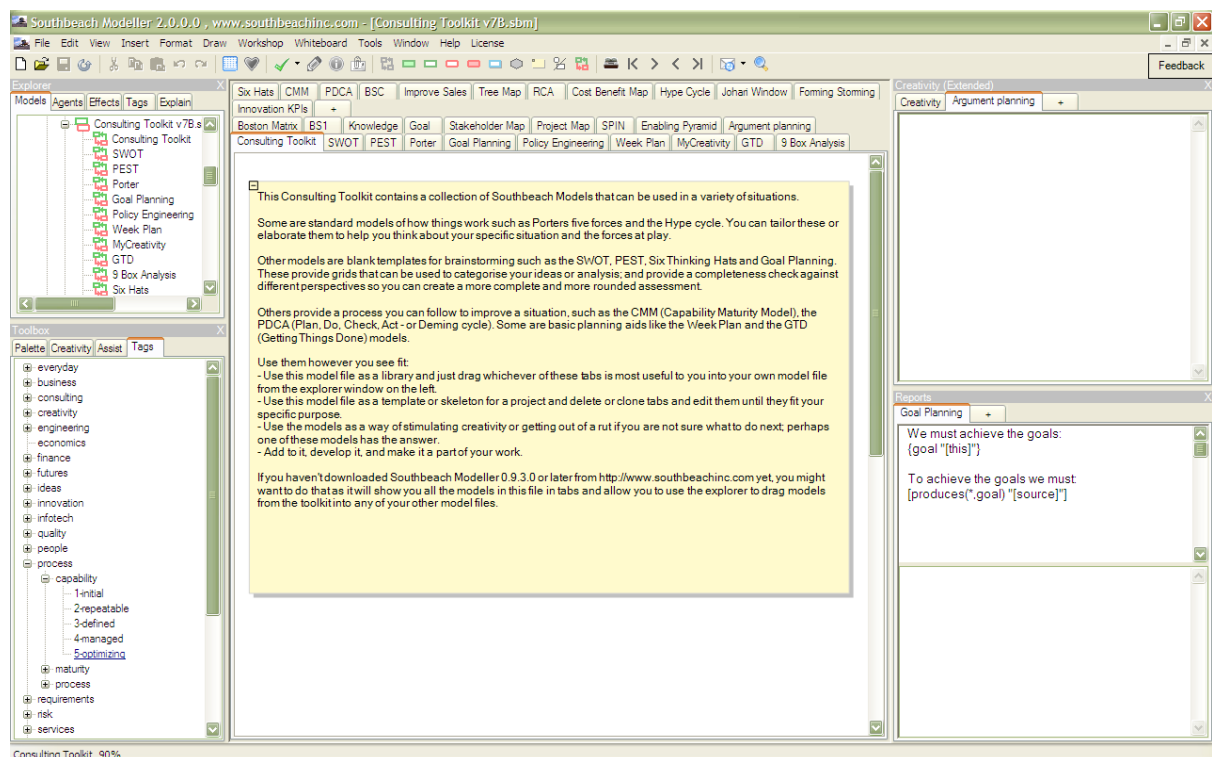 Southbeach Modeller 2.0.0.0 , www.southbeachinc.com - [Consulting Toolkit v7B.sbm]
File Edit View Insert Format Draw Workshop Whiteboard Tools Window Help License
Feedback
Explorer
Models Agents Effects Tags Explain
Consulting Toolkit v7B.s
Consulting Toolkit
SWOT
PEST
Porter
Goal Planning
Policy Engineering
Week Plan
MyCreativity
GTD
9 Box Analysis
Six Hats
Toolbox
Palette Creativity Assist Tags
everyday
business
consulting
creativity
engineering
economics
finance
futures
ideas
innovation
infotech
quality
people
process
capability
1-initial
2-repeatable
3-defined
4-managed
5-optimizing
maturity
process
requirements
risk
services
Six Hats CMM PDCA BSC Improve Sales Tree Map RCA Cost Benefit Map Hype Cycle Johari Window Forming Storming
Innovation KPIs +
Boston Matrix BS1 Knowledge Goal Stakeholder Map Project Map SPIN Enabling Pyramid Argument planning
Consulting Toolkit SWOT PEST Porter Goal Planning Policy Engineering Week Plan MyCreativity GTD 9 Box Analysis
This Consulting Toolkit contains a collection of Southbeach Models that can be used in a variety of situations.
Some are standard models of how things work such as Porters five forces and the Hype cycle. You can tailor these or
elaborate them to help you think about your specific situation and the forces at play.
Other models are blank templates for brainstorming such as the SWOT, PEST, Six Thinking Hats and Goal Planning.
These provide grids that can be used to categorise your ideas or analysis; and provide a completeness check against
different perspectives so you can create a more complete and more rounded assessment.
Others provide a process you can follow to improve a situation, such as the CMM (Capability Maturity Model), the
PDCA (Plan, Do, Check, Act - or Deming cycle). Some are basic planning aids like the Week Plan and the GTD
(Getting Things Done) models.
Use them however you see fit:
- Use this model file as a library and just drag whichever of these tabs is most useful to you into your own model file
from the explorer window on the left.
- Use this model file as a template or skeleton for a project and delete or clone tabs and edit them until they fit your
specific purpose.
- Use the models as a way of stimulating creativity or getting out of a rut if you are not sure what to do next; perhaps
one of these models has the answer.
- Add to it, develop it, and make it a part of your work.
If you haven't downloaded Southbeach Modeller 0.9.3.0 or later from http://www.southbeachinc.com yet, you might
want to do that as it will show you all the models in this file in tabs and allow you to use the explorer to drag models
from the toolkit into any of your other model files.
Creativity (Extended)
Creativity Argument planning +
Reports
Goal Planning +
We must achieve the goals:
{goal "[this]"}
To achieve the goals we must:
[produces(*,goal) "[source]"]
Consulting Toolkit 90%